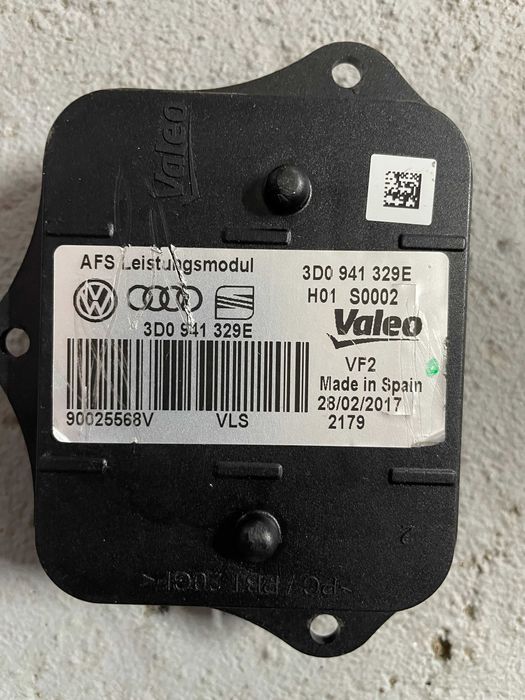 Valeo
AFS Leistungsmodul
3D0 941 329E
3D0 941 329E
H01 S0002
Valeo
90025568V VLS
VF2
Made in Spain
28/02/2017
2179
2